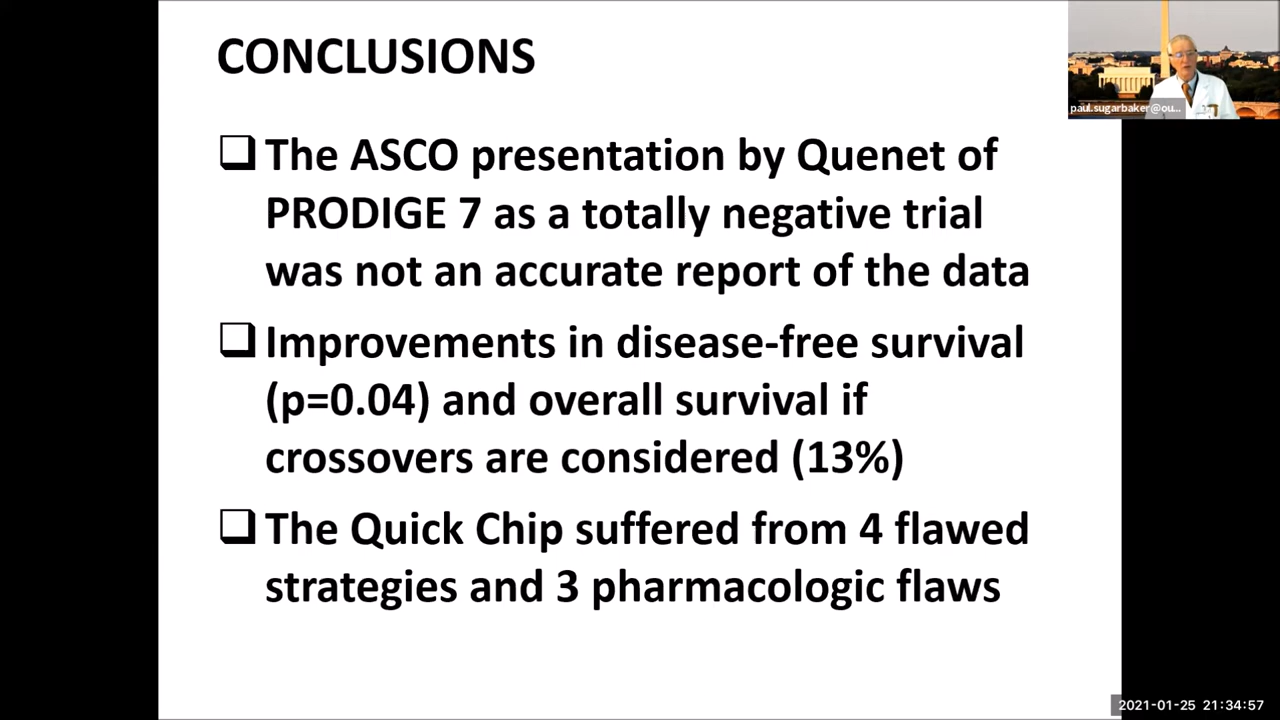 CONCLUSIONS
The ASCO presentation by Quenet of
PRODIGE 7 as a totally negative trial
was not an accurate report of the data
Improvements in disease-free survival
(p=0.04) and overall survival if
crossovers are considered (13%)
The Quick Chip suffered from 4 flawed
strategies and 3 pharmacologic flaws
paul.sugarbaker@ou...
2021-01-25 21:34:57